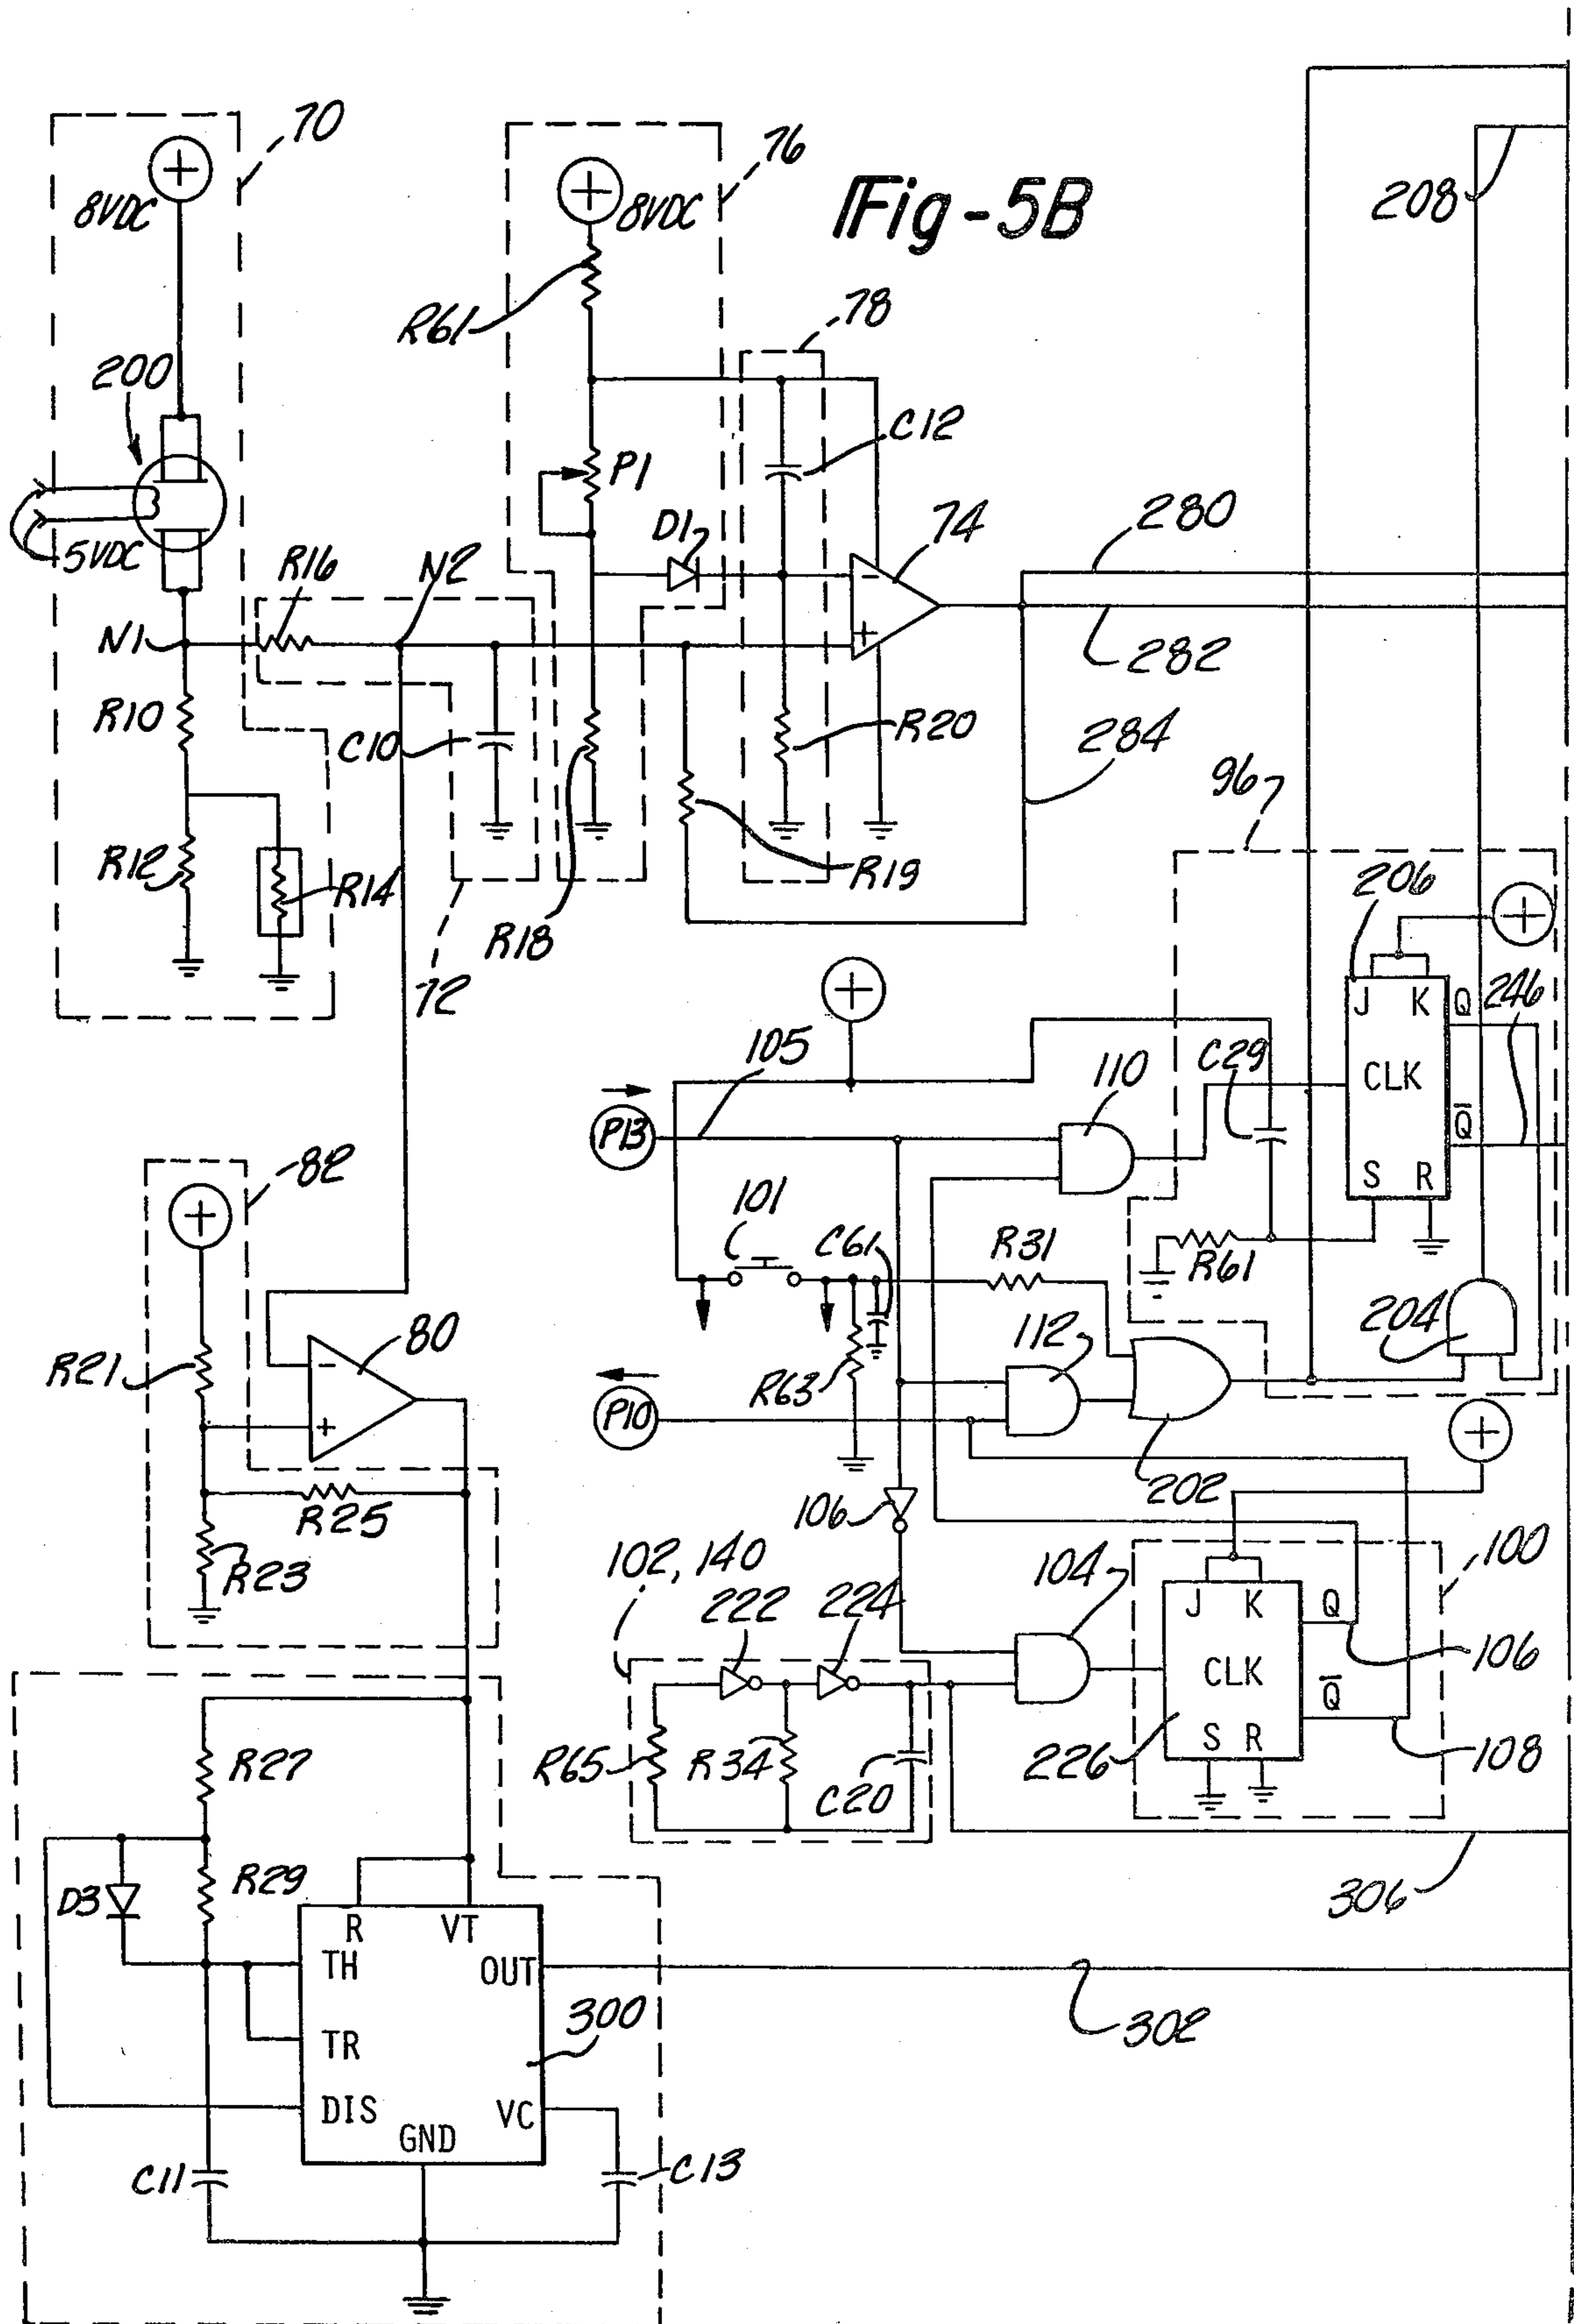 Fig-5B
70
8VDC
200
5VDC
N1
R10
R12
R14
R16
N2
C10
72
76
8VDC
R61
P1
D1
R18
78
C12
74
R20
R19
280
282
284
208
96
206
J K Q
246
CLK
Q̅
S R
C29
R61
204
105
P13
110
101
C61
R31
R63
112
P10
202
106
82
R21
80
-
+
R25
R23
102, 140
222
224
R65
R34
C20
104
100
J K Q
CLK
Q̅
S R
226
106
108
306
R27
D3
R29
R VT
TH
OUT
300
TR
DIS
VC
GND
C11
C13
302